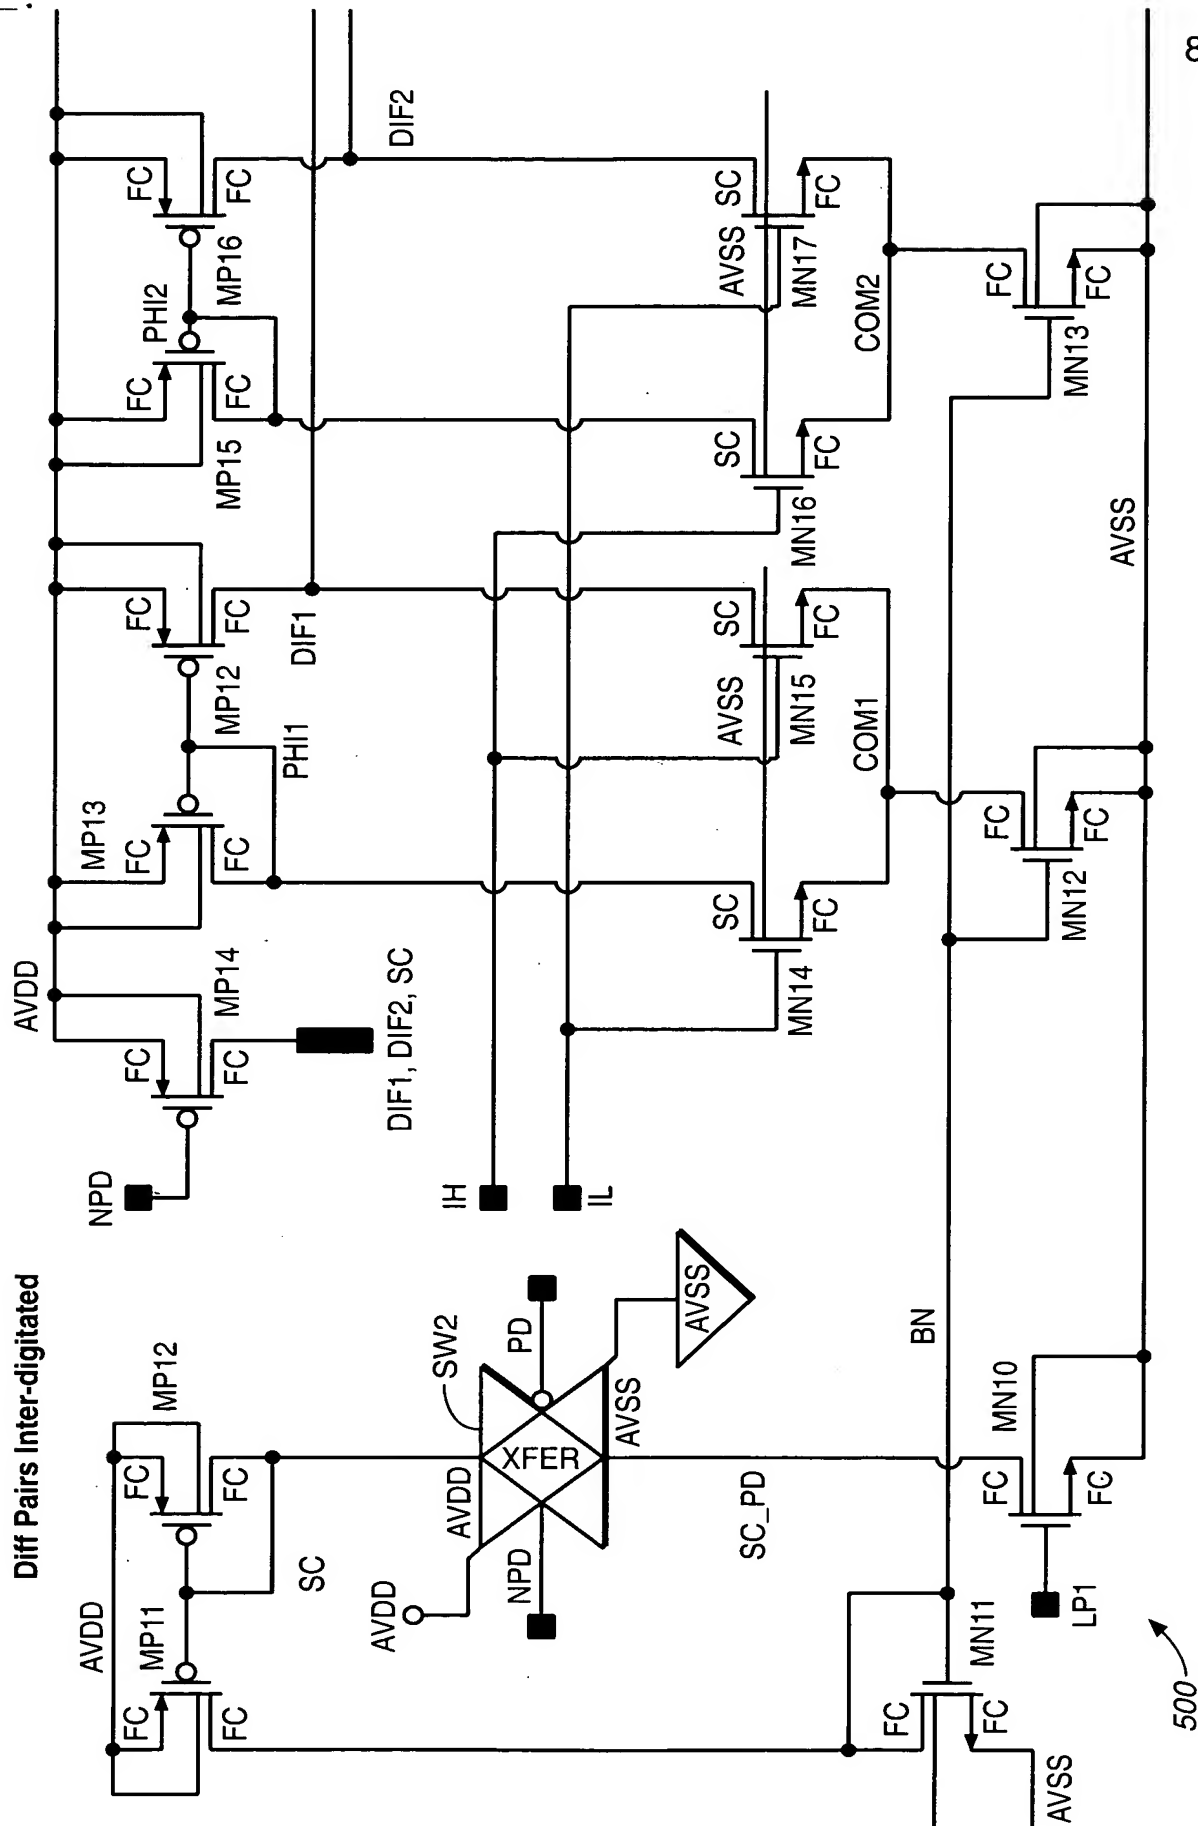 Diff Pairs Inter-digitated
AVDD
MP11
FC
FC
MP12
FC
FC
SC
AVDD
AVDD
NPD
XFER
SW2
PD
AVSS
AVSS
SC_PD
BN
MN11
FC
FC
AVSS
MN10
FC
FC
LP1
500
NPD
FC
FC
MP14
DIF1, DIF2, SC
AVDD
MP13
FC
FC
PHI1
MP12
FC
FC
DIF1
MP15
FC
FC
PHI2
MP16
FC
FC
DIF2
IH
IL
SC
FC
MN14
AVSS
SC
FC
MN15
COM1
SC
FC
MN16
AVSS
SC
FC
MN17
COM2
FC
FC
MN12
FC
FC
MN13
AVSS
8